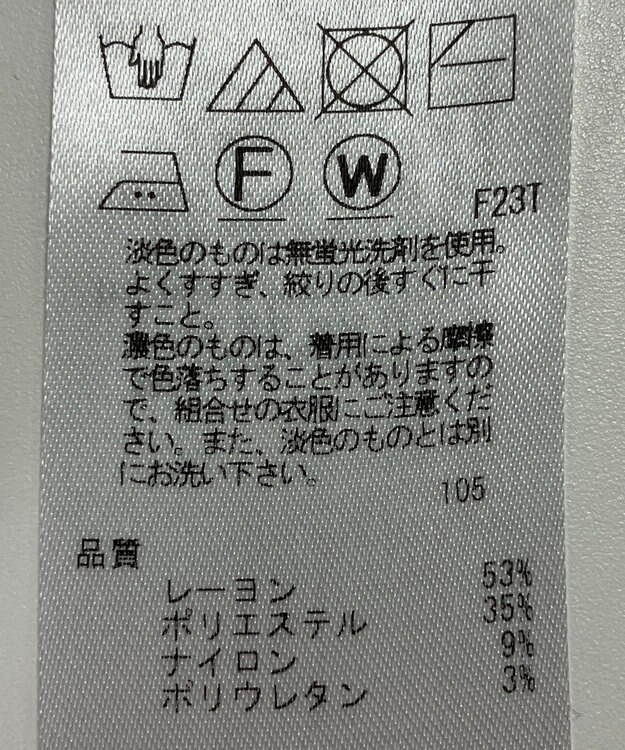 F W
F23T
淡色のものは無蛍光洗剤を使用。
よくすすぎ、絞りの後すぐに干
すこと。
濃色のものは、着用による摩擦
で色落ちすることがありますの
で、組合せの衣服にご注意くだ
さい。また、淡色のものとは別
にお洗い下さい。
105
品質
レーヨン 53%
ポリエステル 35%
ナイロン 9%
ポリウレタン 3%